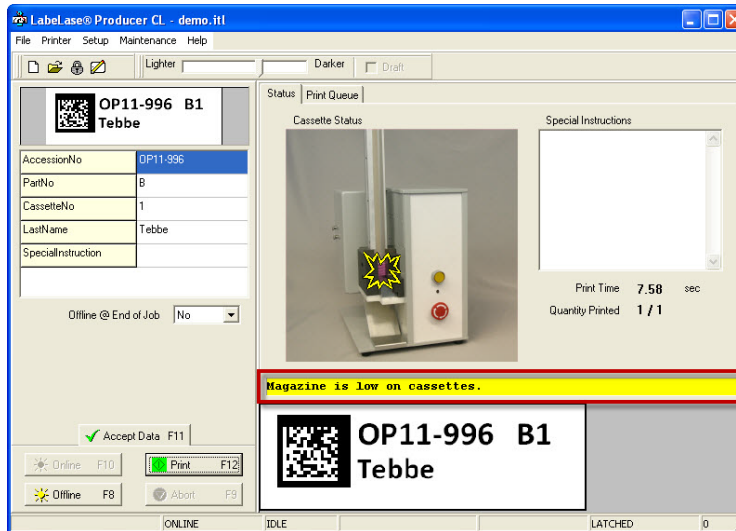 LabeLase® Producer CL - demo.itl
File Printer Setup Maintenance Help
Lighter Darker Draft
OP11-996 B1
Tebbe
AccessionNo OP11-996
PartNo B
CassetteNo 1
LastName Tebbe
SpecialInstruction
Offline @ End of Job No
Accept Data F11
Online F10 Print F12
Offline F8 Abort F9
Status Print Queue
Cassette Status Special Instructions
Print Time 7.58 sec
Quantity Printed 1 / 1
Magazine is low on cassettes.
OP11-996 B1
Tebbe
ONLINE IDLE LATCHED 0